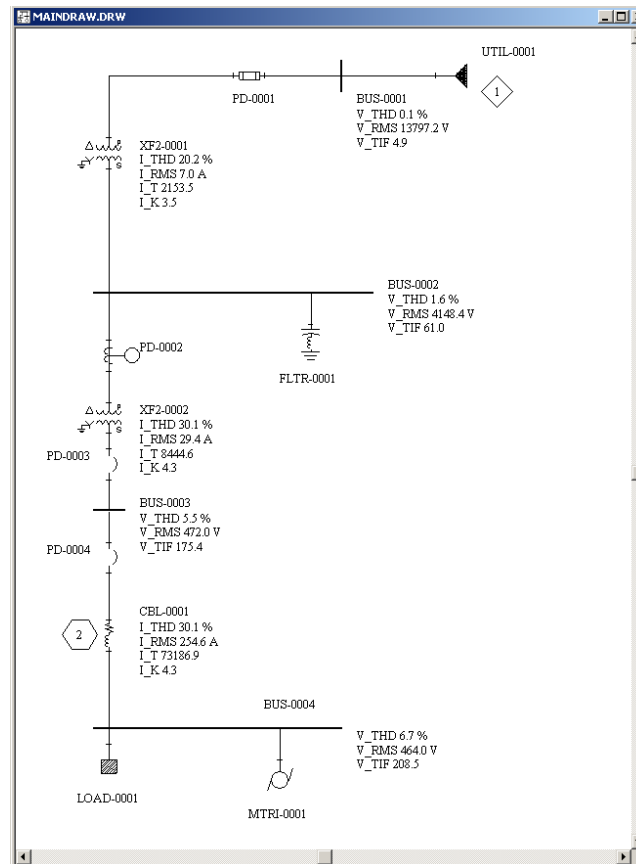 MAINDRAW.DRW
UTIL-0001
1
PD-0001
BUS-0001
V_THD 0.1 %
V_RMS 13797.2 V
V_TIF 4.9
XF2-0001
I_THD 20.2 %
I_RMS 7.0 A
I_T 2153.5
I_K 3.5
P
S
BUS-0002
V_THD 1.6 %
V_RMS 4148.4 V
V_TIF 61.0
PD-0002
FLTR-0001
XF2-0002
I_THD 30.1 %
I_RMS 29.4 A
I_T 8444.6
I_K 4.3
P
S
PD-0003
BUS-0003
V_THD 5.5 %
V_RMS 472.0 V
V_TIF 175.4
PD-0004
CBL-0001
I_THD 30.1 %
I_RMS 254.6 A
I_T 73186.9
I_K 4.3
2
BUS-0004
V_THD 6.7 %
V_RMS 464.0 V
V_TIF 208.5
LOAD-0001
MTRI-0001